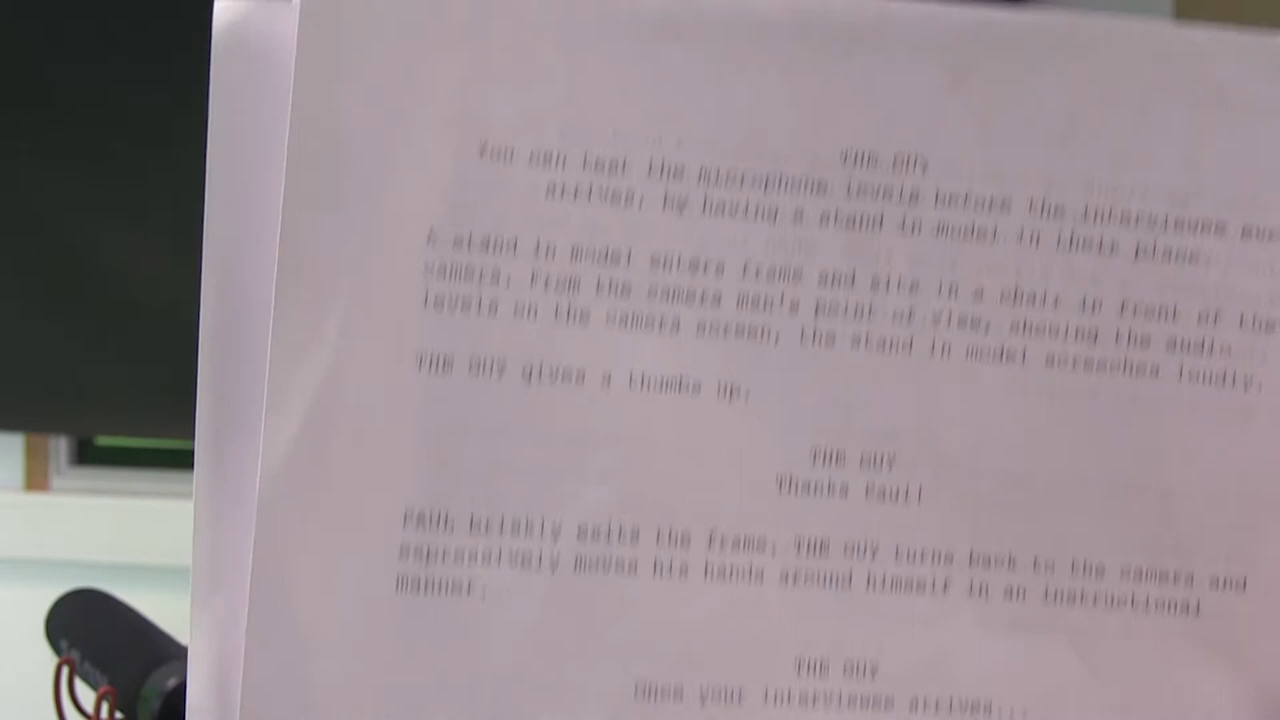 THE GUY
You can test the microphone levels before the interviewee
arrives, by having a stand in model in their place.
A stand in model enters frame and sits in a chair in front of the
camera. From the camera man's point of view, showing the audio
levels on the camera screen, the stand in model screeches loudly.
THE GUY gives a thumbs up.
THE GUY
Thanks Paul!
PAUL briskly exits the frame. THE GUY turns back to the camera and
expressively moves his hands around himself in an instructional
manner.
THE GUY
Once your interviewee arrives...